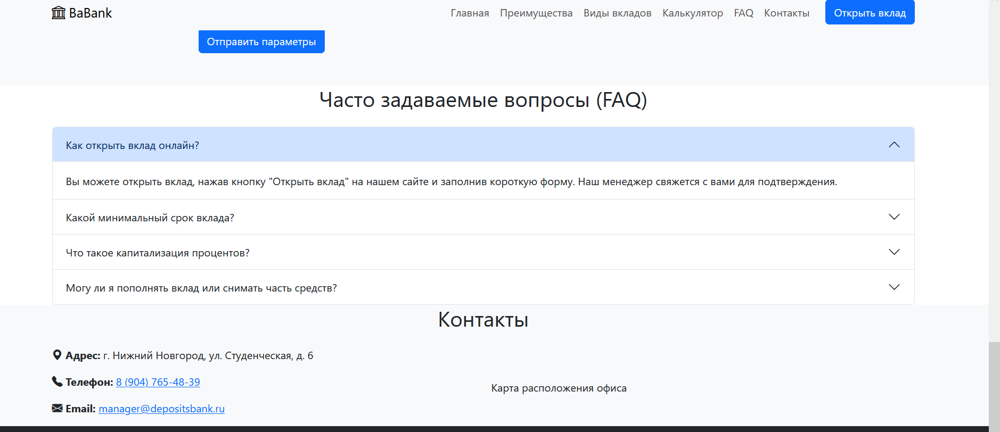 BaBank
Главная Преимущества Виды вкладов Калькулятор FAQ Контакты Открыть вклад
Отправить параметры
Часто задаваемые вопросы (FAQ)
Как открыть вклад онлайн?
Вы можете открыть вклад, нажав кнопку "Открыть вклад" на нашем сайте и заполнив короткую форму. Наш менеджер свяжется с вами для подтверждения.
Какой минимальный срок вклада?
Что такое капитализация процентов?
Могу ли я пополнять вклад или снимать часть средств?
Контакты
Адрес: г. Нижний Новгород, ул. Студенческая, д. 6
Телефон: 8 (904) 765-48-39
Email: manager@depositsbank.ru
Карта расположения офиса